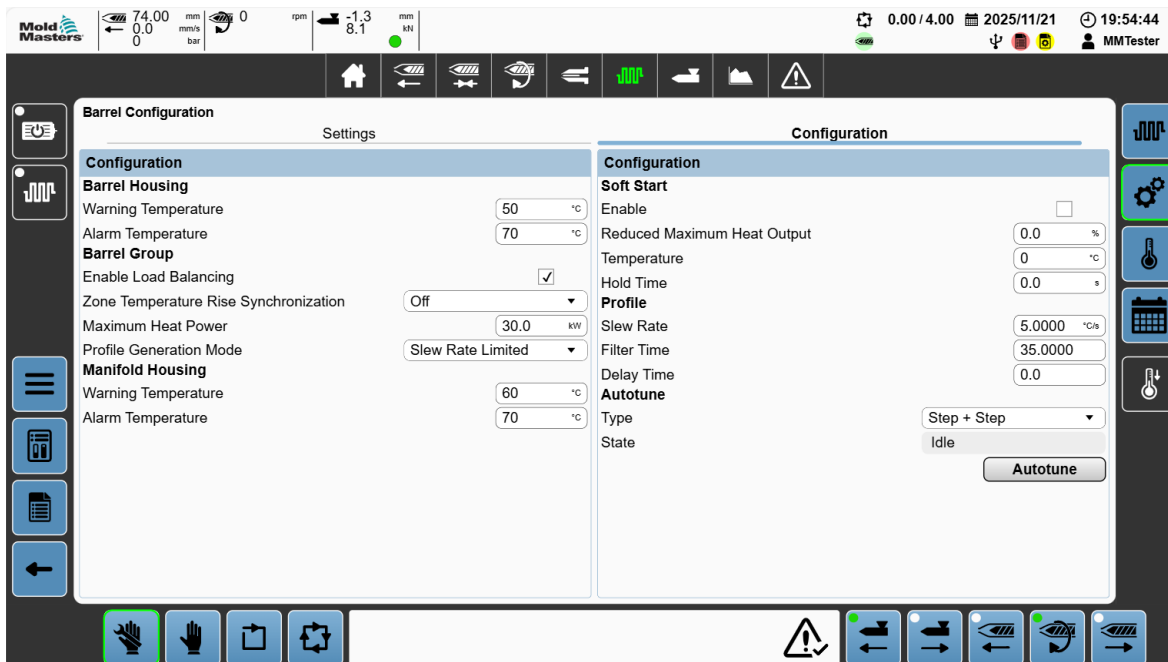 Mold Masters
74.00 mm
0.0 mm/s
0 bar
0 rpm
-1.3 mm
8.1 kN
0.00 / 4.00
2025/11/21
19:54:44
MMTester
Barrel Configuration
Settings
Configuration
Configuration
Barrel Housing
Warning Temperature 50 °C
Alarm Temperature 70 °C
Barrel Group
Enable Load Balancing
Zone Temperature Rise Synchronization Off
Maximum Heat Power 30.0 kW
Profile Generation Mode Slew Rate Limited
Manifold Housing
Warning Temperature 60 °C
Alarm Temperature 70 °C
Configuration
Soft Start
Enable
Reduced Maximum Heat Output 0.0 %
Temperature 0 °C
Hold Time 0.0 s
Profile
Slew Rate 5.0000 °C/s
Filter Time 35.0000
Delay Time 0.0
Autotune
Type Step + Step
State Idle
Autotune